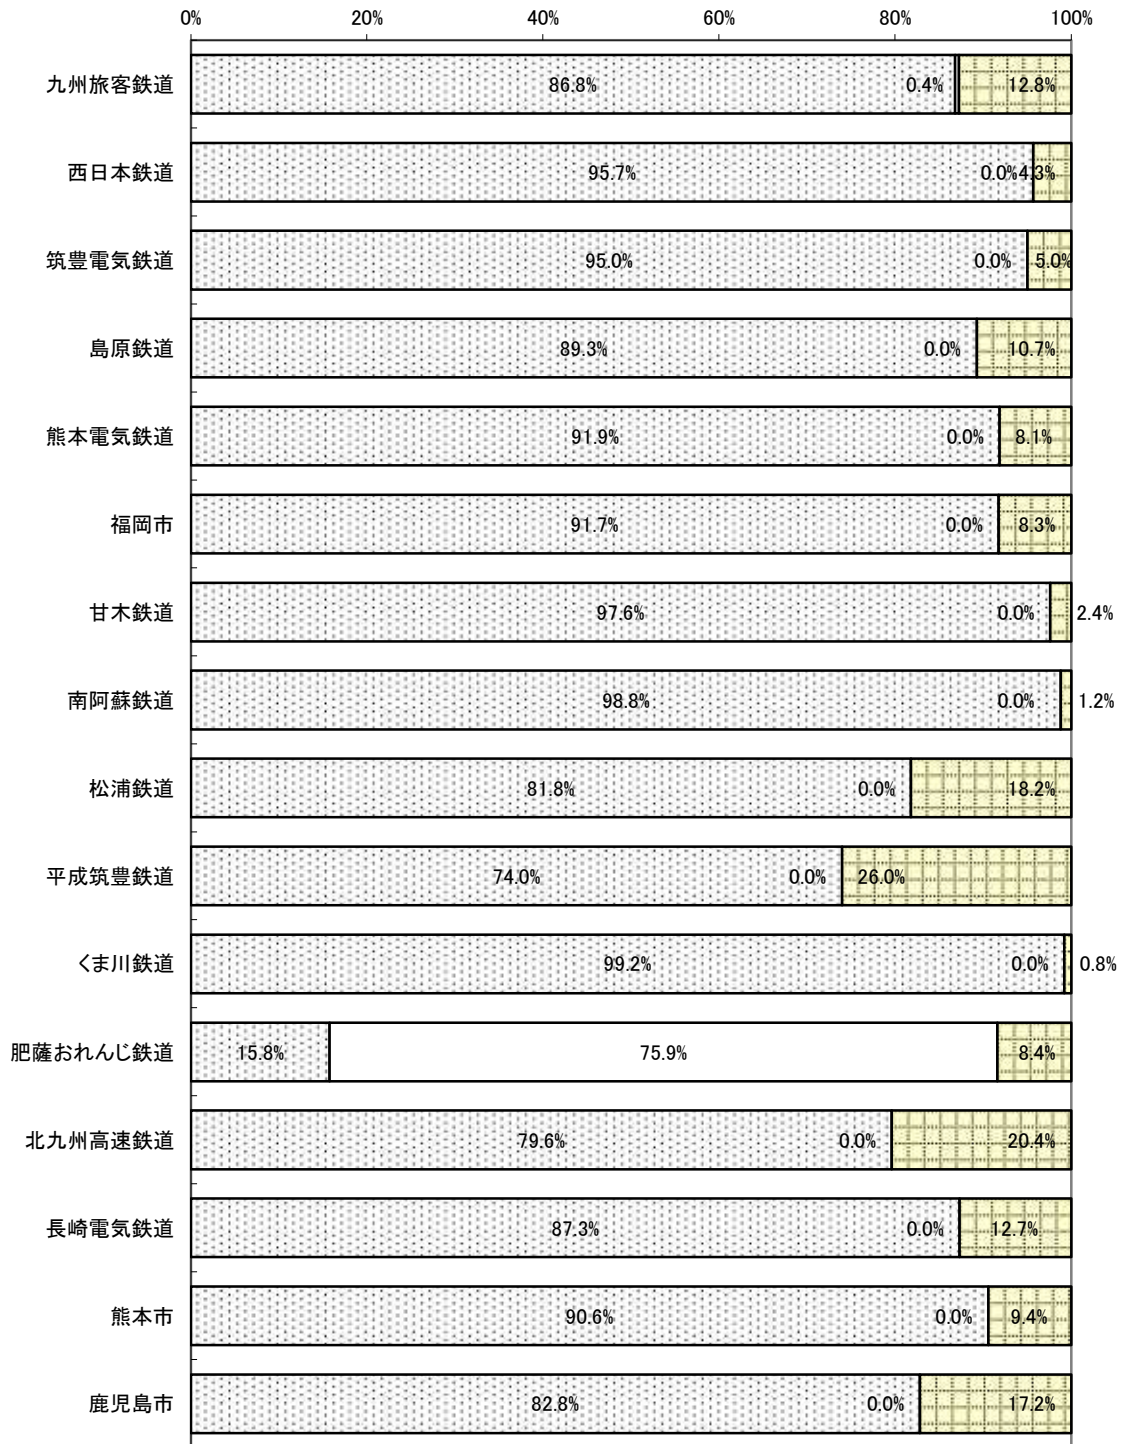 0% 20% 40% 60% 80% 100%
九州旅客鉄道 86.8% 0.4% 12.8%
西日本鉄道 95.7% 0.0% 4.3%
筑豊電気鉄道 95.0% 0.0% 5.0%
島原鉄道 89.3% 0.0% 10.7%
熊本電気鉄道 91.9% 0.0% 8.1%
福岡市 91.7% 0.0% 8.3%
甘木鉄道 97.6% 0.0% 2.4%
南阿蘇鉄道 98.8% 0.0% 1.2%
松浦鉄道 81.8% 0.0% 18.2%
平成筑豊鉄道 74.0% 0.0% 26.0%
くま川鉄道 99.2% 0.0% 0.8%
肥薩おれんじ鉄道 15.8% 75.9% 8.4%
北九州高速鉄道 79.6% 0.0% 20.4%
長崎電気鉄道 87.3% 0.0% 12.7%
熊本市 90.6% 0.0% 9.4%
鹿児島市 82.8% 0.0% 17.2%